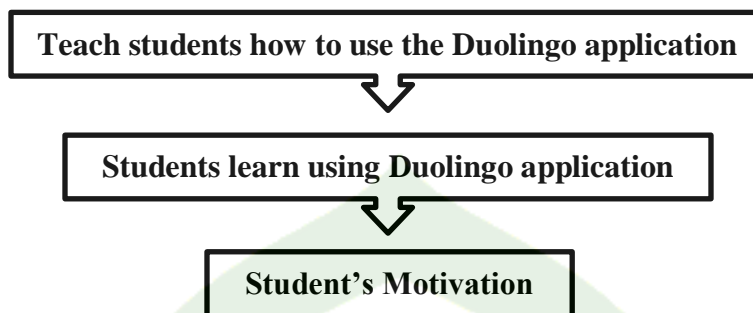 Teach students how to use the Duolingo application
Students learn using Duolingo application
Student’s Motivation